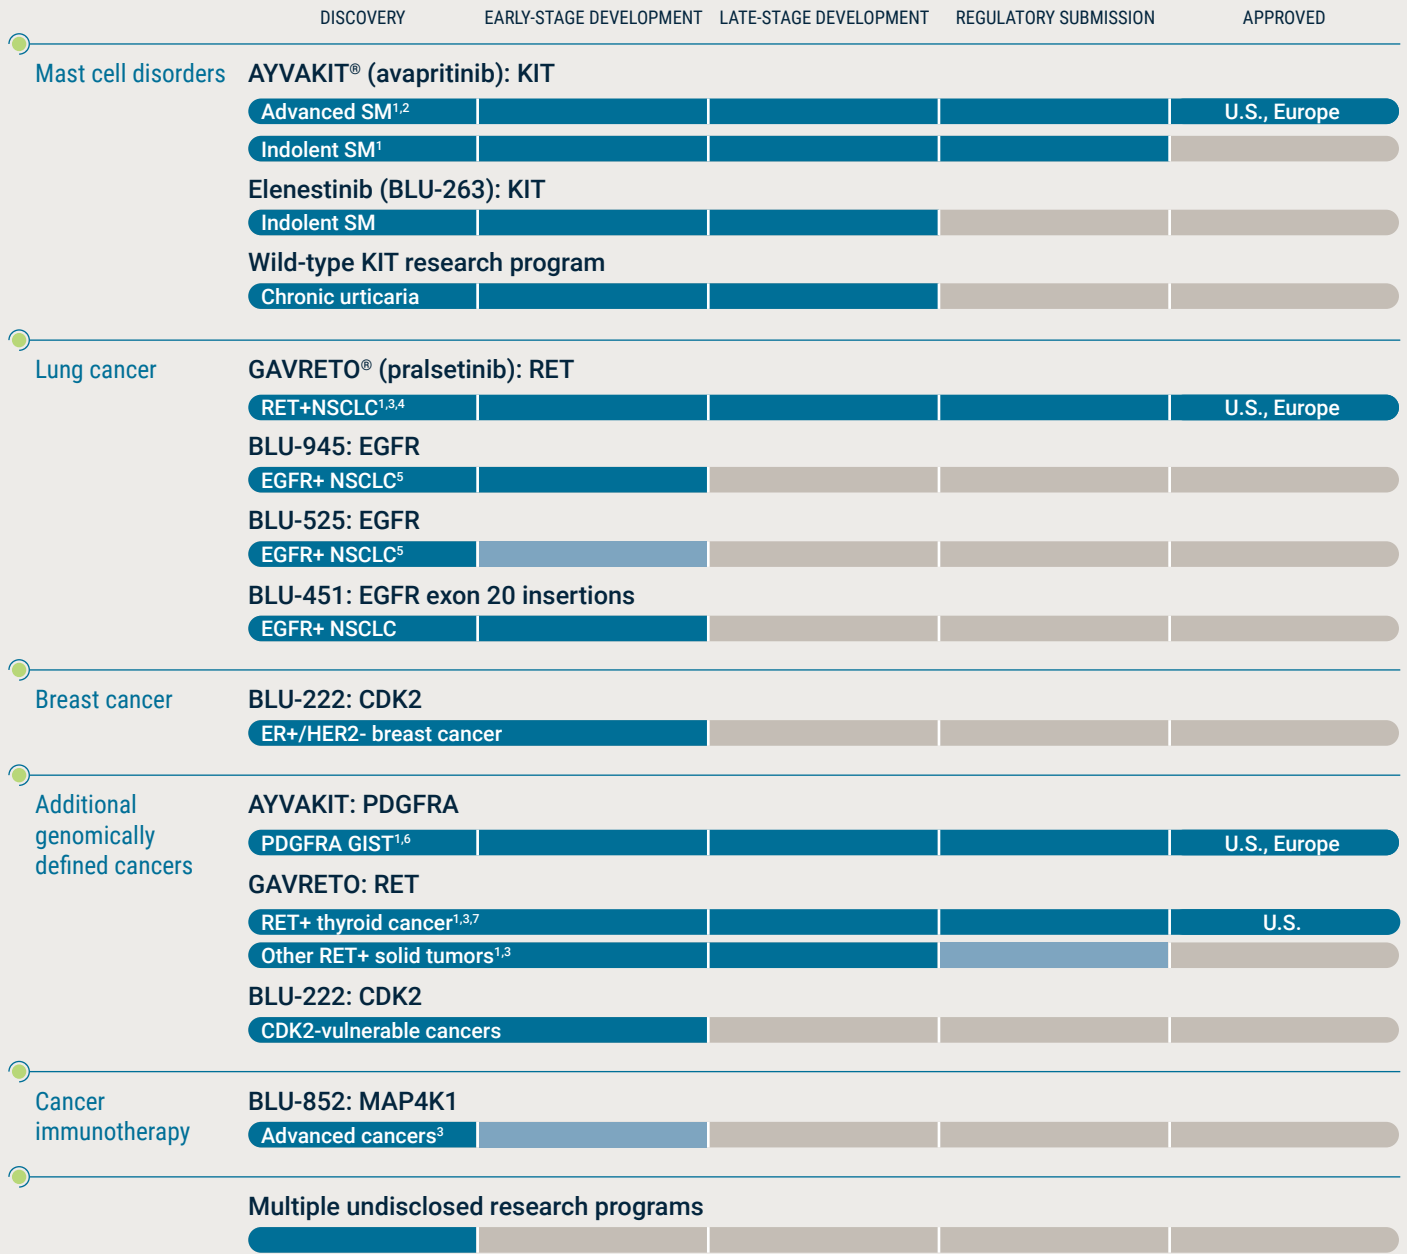 DISCOVERY EARLY-STAGE DEVELOPMENT LATE-STAGE DEVELOPMENT REGULATORY SUBMISSION APPROVED
Mast cell disorders
AYVAKIT® (avapritinib): KIT
Advanced SM1,2 U.S., Europe
Indolent SM1
Elenestinib (BLU-263): KIT
Indolent SM
Wild-type KIT research program
Chronic urticaria
Lung cancer
GAVRETO® (pralsetinib): RET
RET+NSCLC1,3,4 U.S., Europe
BLU-945: EGFR
EGFR+ NSCLC5
BLU-525: EGFR
EGFR+ NSCLC5
BLU-451: EGFR exon 20 insertions
EGFR+ NSCLC
Breast cancer
BLU-222: CDK2
ER+/HER2- breast cancer
Additional
genomically
defined cancers
AYVAKIT: PDGFRA
PDGFRA GIST1,6 U.S., Europe
GAVRETO: RET
RET+ thyroid cancer1,3,7 U.S.
Other RET+ solid tumors1,3
BLU-222: CDK2
CDK2-vulnerable cancers
Cancer
immunotherapy
BLU-852: MAP4K1
Advanced cancers3
Multiple undisclosed research programs